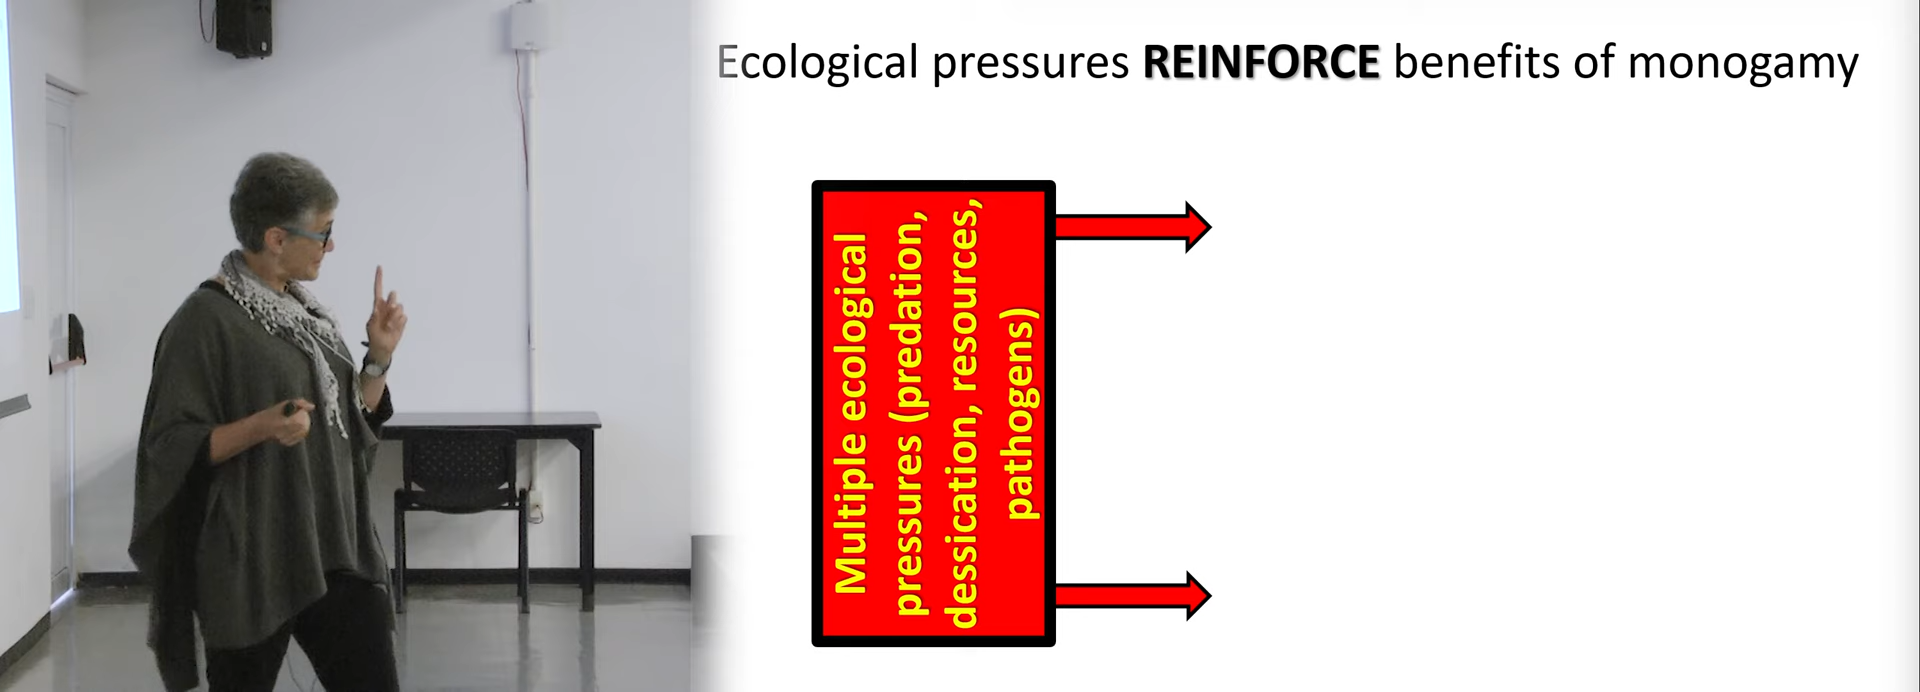 Ecological pressures REINFORCE benefits of monogamy
Multiple ecological
pressures (predation,
dessication, resources,
pathogens)